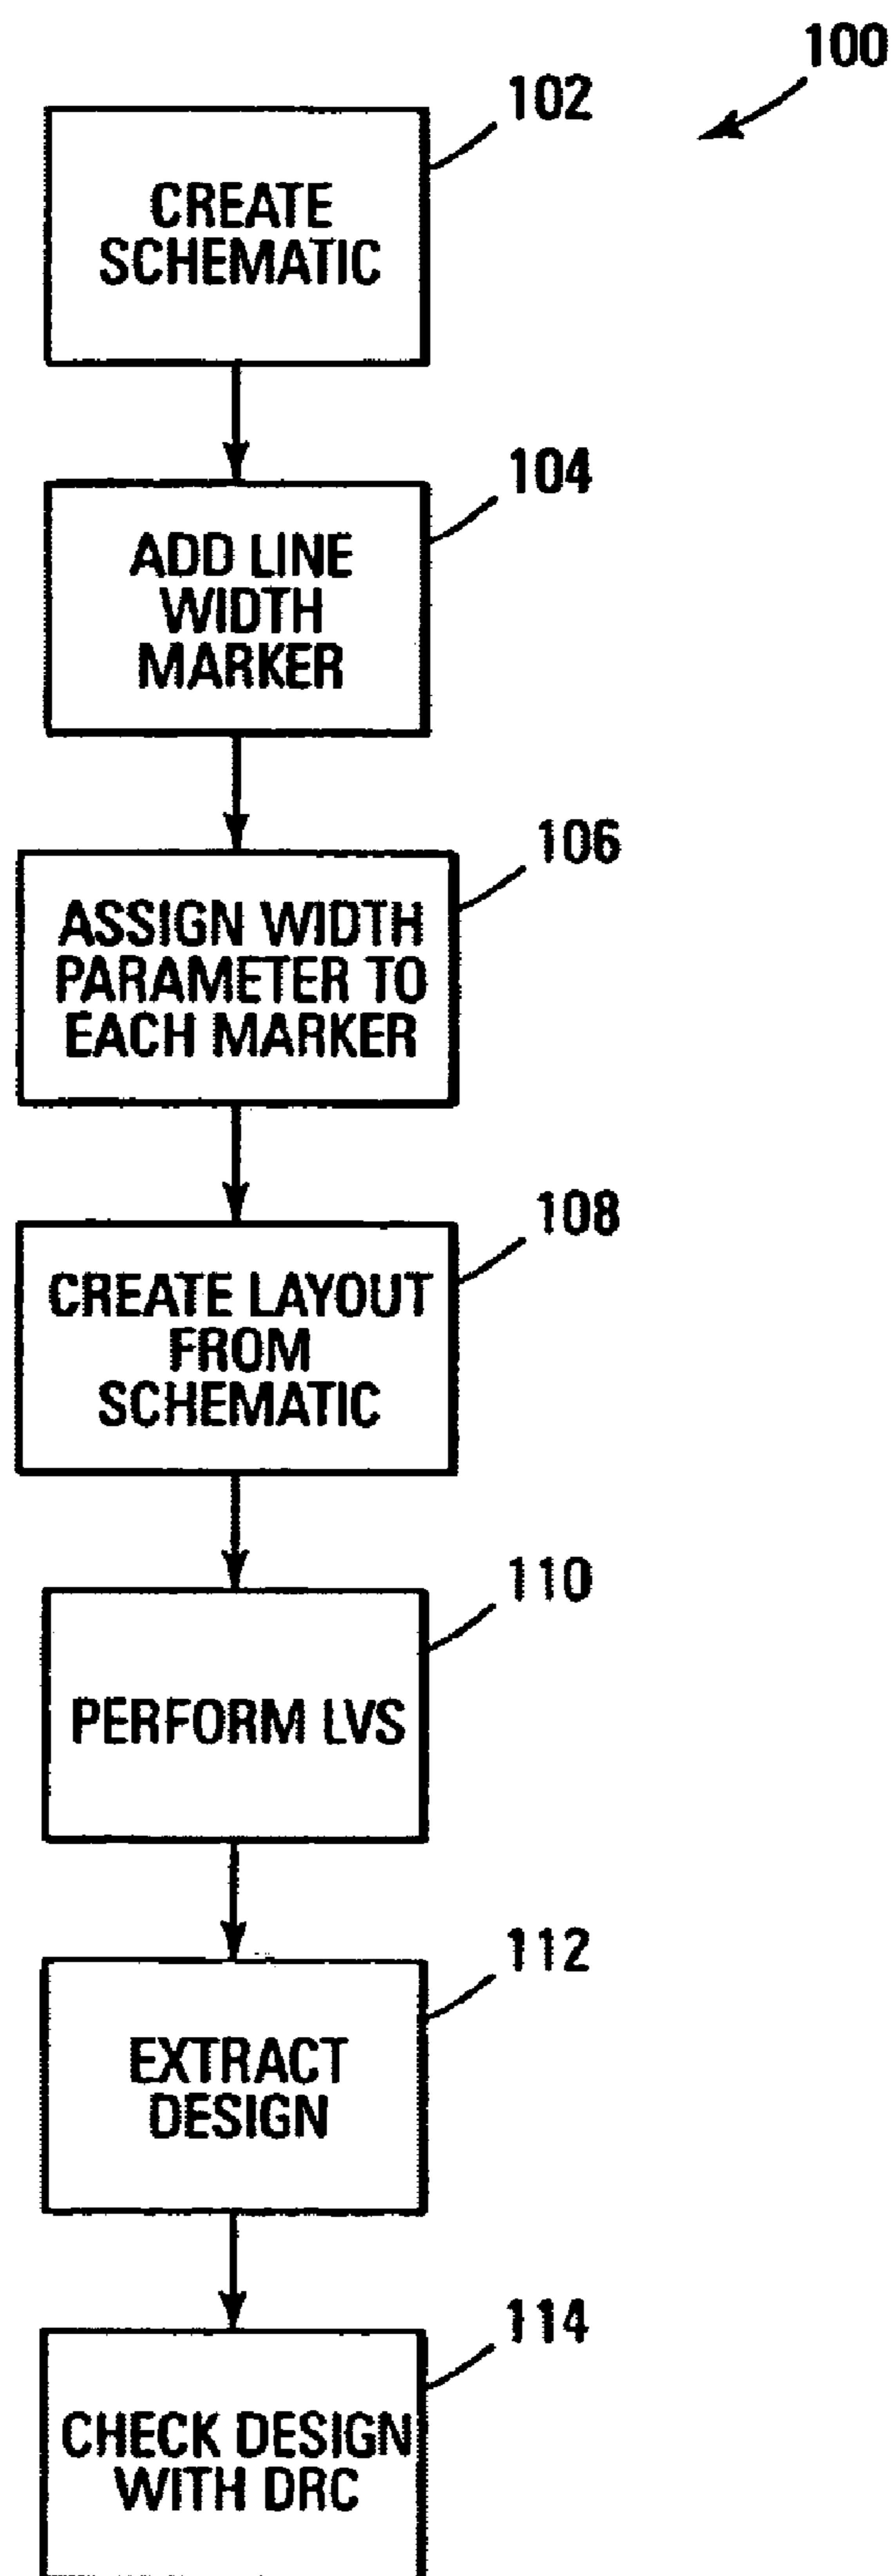 100
102
CREATE
SCHEMATIC
104
ADD LINE
WIDTH
MARKER
106
ASSIGN WIDTH
PARAMETER TO
EACH MARKER
108
CREATE LAYOUT
FROM
SCHEMATIC
110
PERFORM LVS
112
EXTRACT
DESIGN
114
CHECK DESIGN
WITH DRC